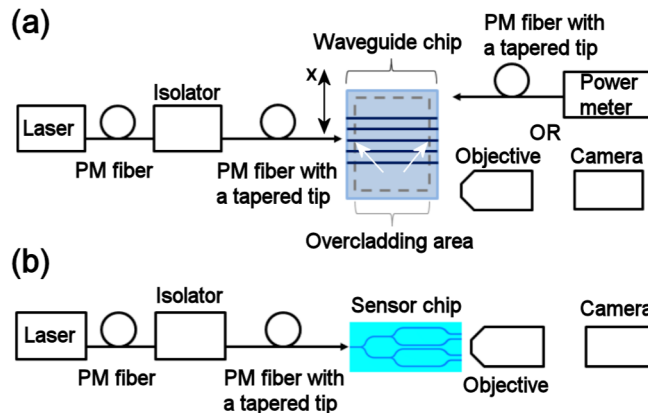 (a)
PM fiber with
a tapered tip
Waveguide chip
x
Isolator
Power
meter
Laser
OR
PM fiber
PM fiber with
a tapered tip
Objective
Camera
Overcladding area
(b)
Isolator
Sensor chip
Camera
Laser
PM fiber
PM fiber with
a tapered tip
Objective